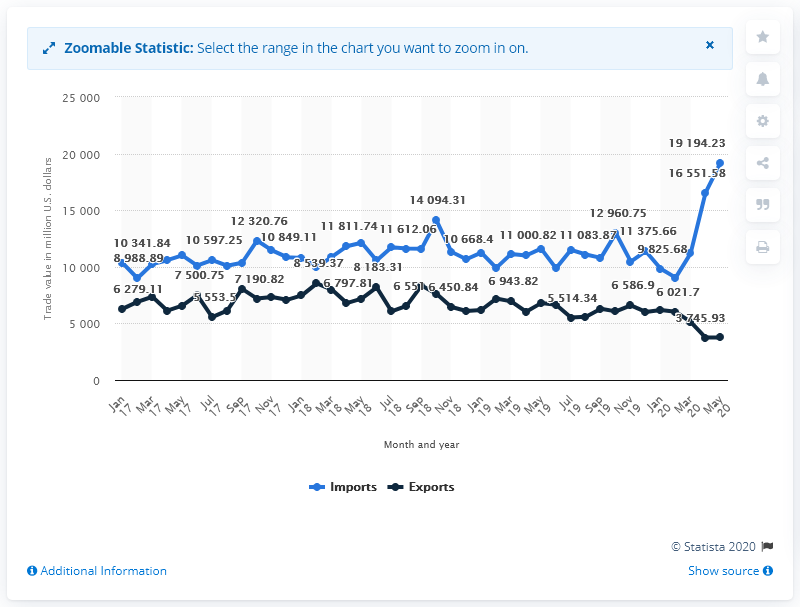 Zoomable Statistic: Select the range in the chart you want to zoom in on.
Trade value in million U.S. dollars
25 000
20 000
15 000
10 000
5 000
0
19 194.23
16 551.58
14 094.31
12 960.75
12 320.76
11 811.74
11 612.06
11 000.82
11 083.87
11 375.66
10 341.84
10 597.25
10 849.11
10 668.4
9 825.68
8 988.89
8 539.37
8 183.31
7 500.75
7 190.82
6 797.81
6 450.84
6 943.82
6 586.9
6 021.7
6 279.11
5 553.5
5 514.34
3 745.93
Jan 17
Mar 17
May 17
Jul 17
Sep 17
Nov 17
Jan 18
Mar 18
May 18
Jul 18
Sep 18
Nov 18
Jan 19
Mar 19
May 19
Jul 19
Sep 19
Nov 19
Jan 20
Mar 20
May 20
Month and year
Imports
Exports
© Statista 2020
Additional Information
Show source